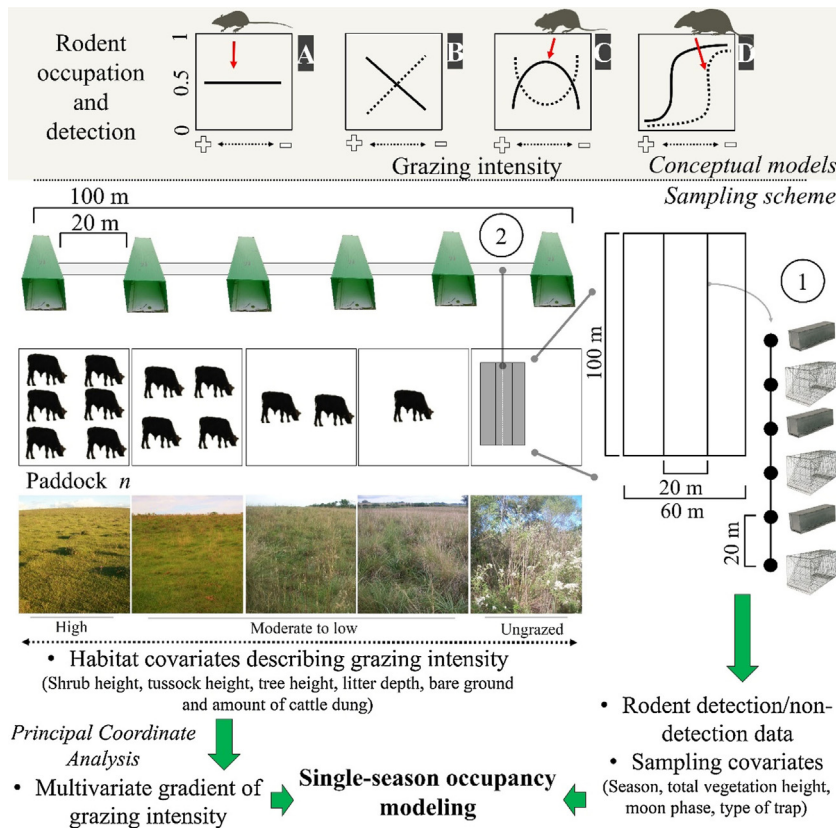 Rodent
occupation
and
detection
1
0.5
0
A
B
C
D
+ -
+ -
+ -
+ -
Grazing intensity
Conceptual models
Sampling scheme
100 m
20 m
2
1
100 m
20 m
60 m
20 m
Paddock n
High
Moderate to low
Ungrazed
• Habitat covariates describing grazing intensity
(Shrub height, tussock height, tree height, litter depth, bare ground
and amount of cattle dung)
Principal Coordinate
Analysis
• Multivariate gradient of
grazing intensity
Single-season occupancy
modeling
• Rodent detection/non-
detection data
• Sampling covariates
(Season, total vegetation height,
moon phase, type of trap)